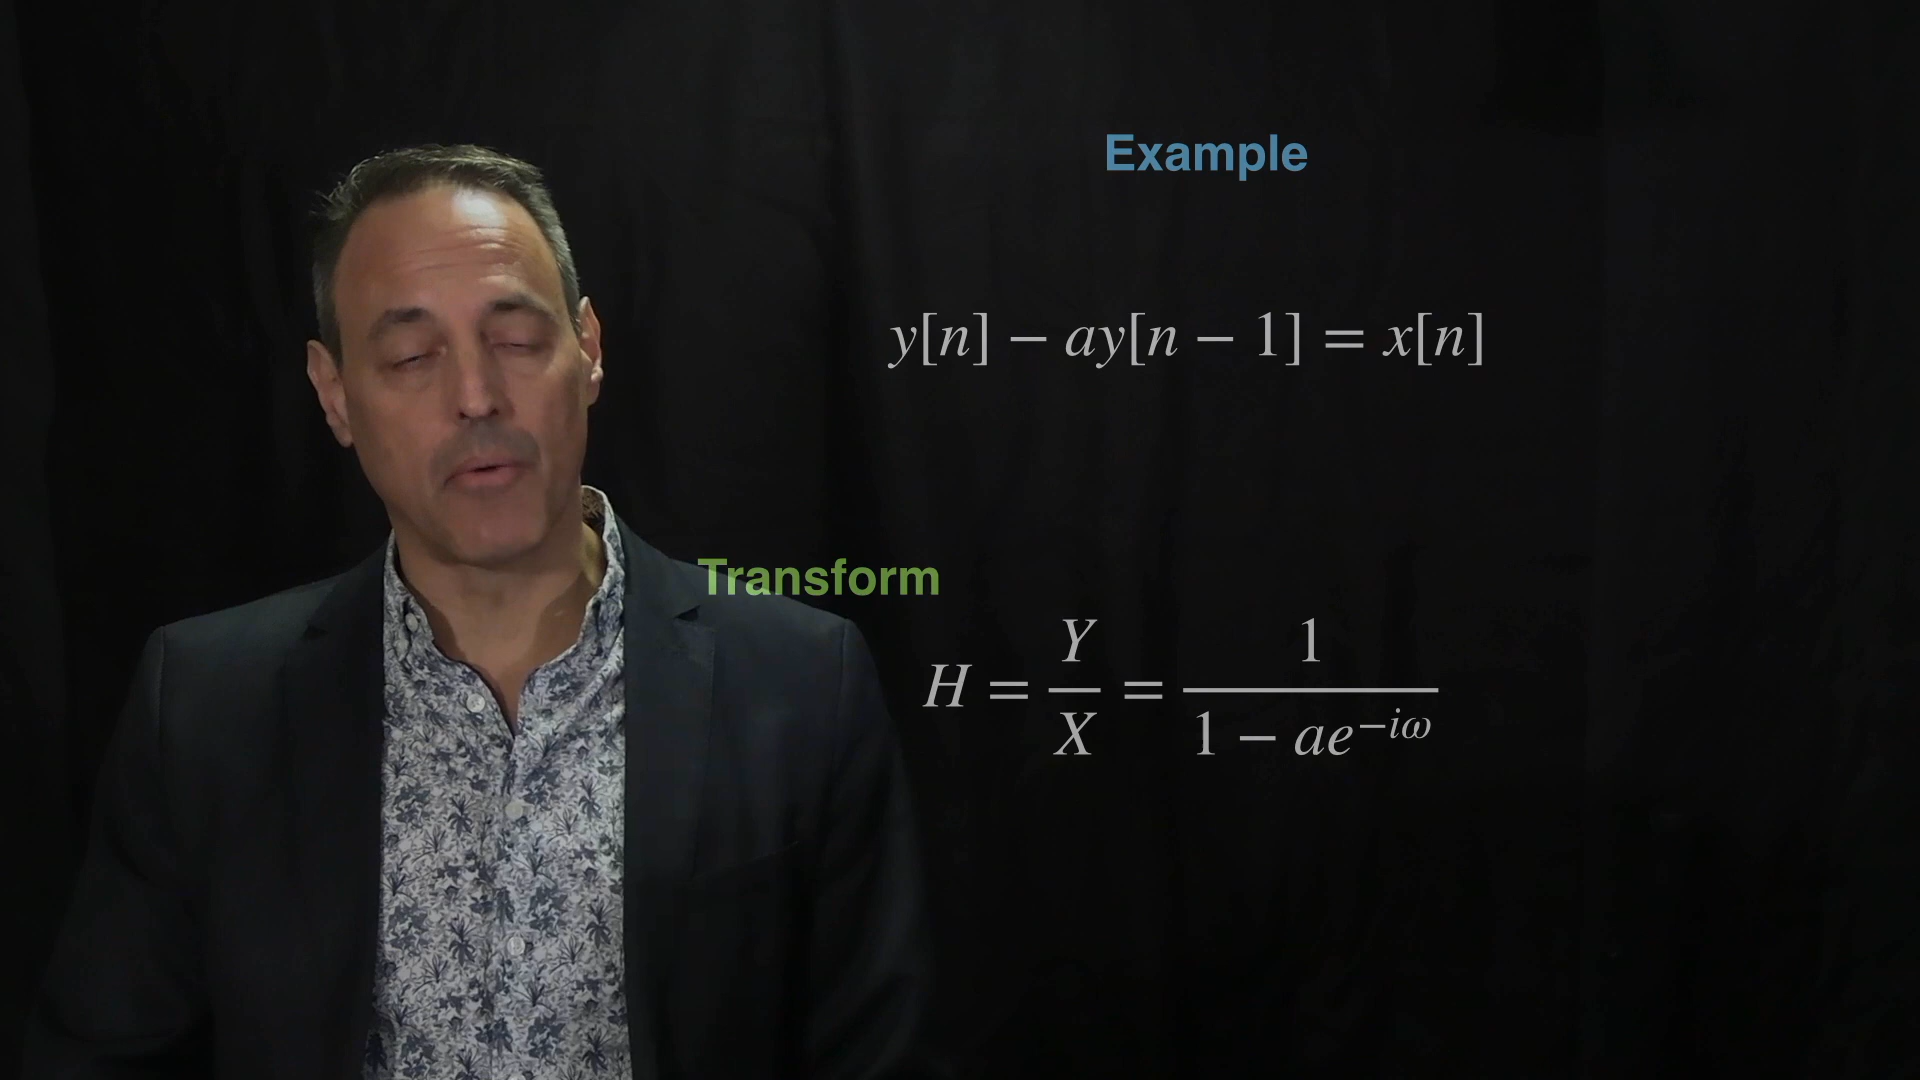 Example
y[n] − ay[n − 1] = x[n]
Transform
H = Y/X = 1/(1 − ae^{−iω})